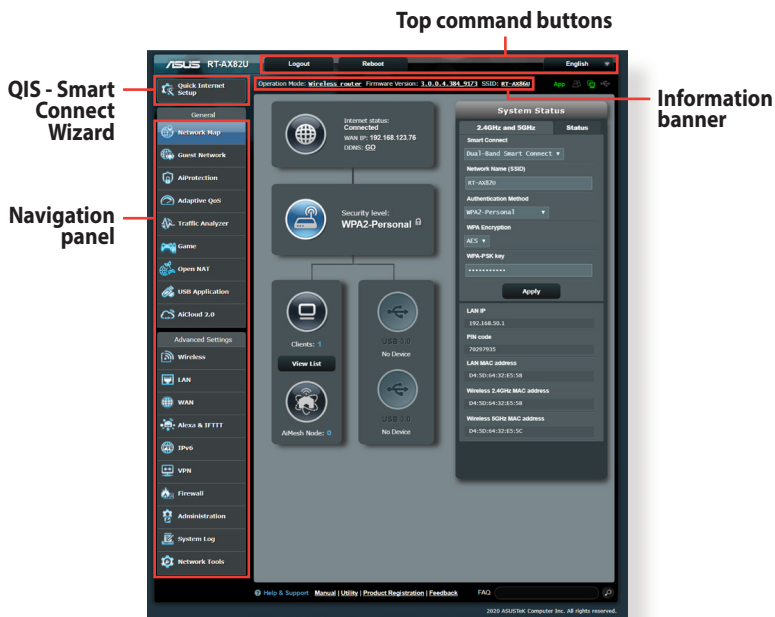 Top command buttons
QIS - Smart
Connect
Wizard
Navigation
panel
Information
banner
ASUS RT-AX82U
Logout
Reboot
English
Quick Internet
Setup
Operation Mode: Wireless router Firmware Version: 3.0.0.4.384_9173 SSID: RT-AX86U
App
General
Network Map
Guest Network
AiProtection
Adaptive QoS
Traffic Analyzer
Game
Open NAT
USB Application
AiCloud 2.0
Advanced Settings
Wireless
LAN
WAN
Alexa & IFTTT
IPv6
VPN
Firewall
Administration
System Log
Network Tools
Internet status:
Connected
WAN IP: 192.168.123.76
DDNS: GO
Security level:
WPA2-Personal
Clients: 1
View List
AiMesh Node: 0
USB 3.0
No Device
USB 3.0
No Device
System Status
2.4GHz and 5GHz
Status
Smart Connect
Dual-Band Smart Connect
Network Name (SSID)
RT-AX82U
Authentication Method
WPA2-Personal
WPA Encryption
AES
WPA-PSK key
Apply
LAN IP
192.168.50.1
PIN code
70297935
LAN MAC address
D4:5D:64:32:E5:58
Wireless 2.4GHz MAC address
D4:5D:64:32:E5:58
Wireless 5GHz MAC address
D4:5D:64:32:E5:5C
Help & Support Manual | Utility | Product Registration | Feedback
FAQ
2020 ASUSTeK Computer Inc. All rights reserved.